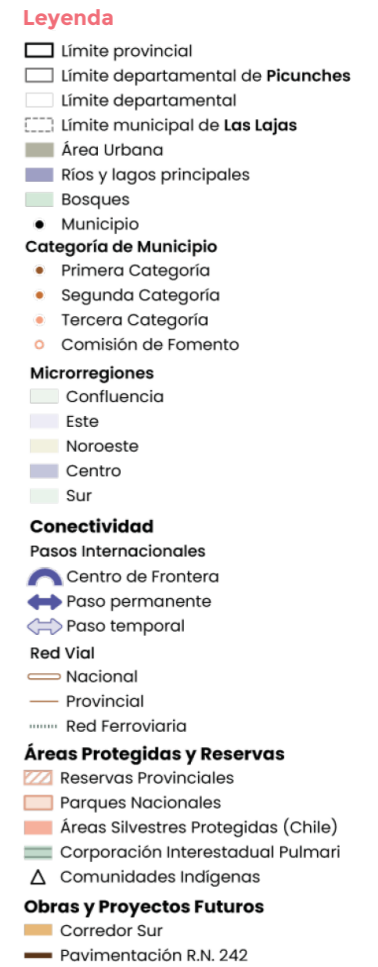 Leyenda
Límite provincial
Límite departamental de Picunches
Límite departamental
Límite municipal de Las Lajas
Área Urbana
Ríos y lagos principales
Bosques
Municipio
Categoría de Municipio
Primera Categoría
Segunda Categoría
Tercera Categoría
Comisión de Fomento
Microrregiones
Confluencia
Este
Noroeste
Centro
Sur
Conectividad
Pasos Internacionales
Centro de Frontera
Paso permanente
Paso temporal
Red Vial
Nacional
Provincial
Red Ferroviaria
Áreas Protegidas y Reservas
Reservas Provinciales
Parques Nacionales
Áreas Silvestres Protegidas (Chile)
Corporación Interestadual Pulmari
Comunidades Indígenas
Obras y Proyectos Futuros
Corredor Sur
Pavimentación R.N. 242